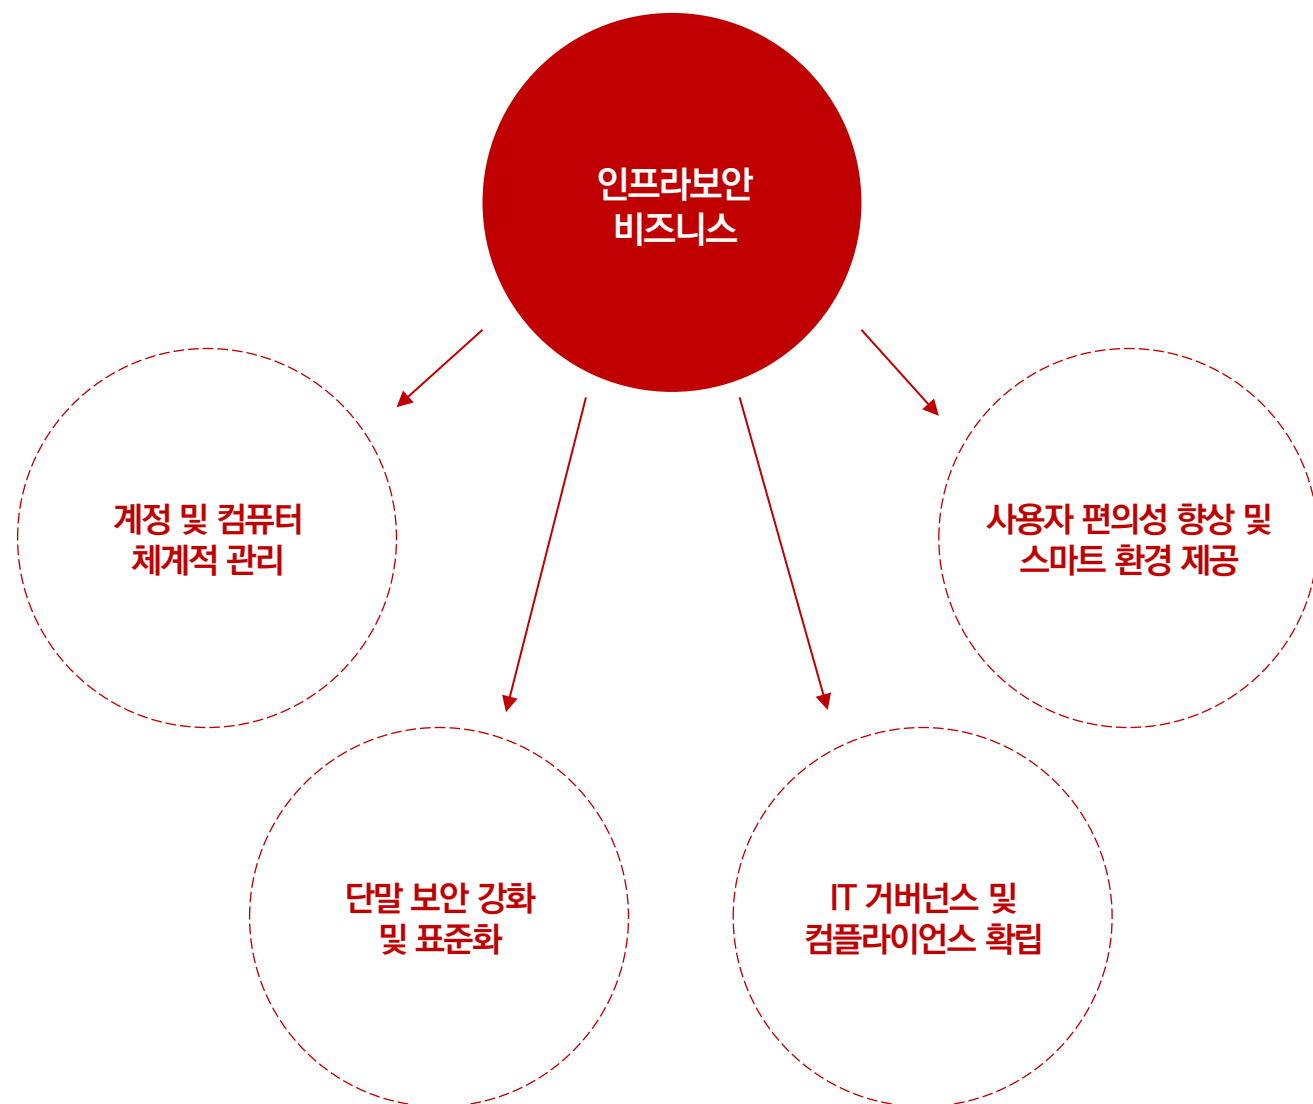 인프라보안
비즈니스
계정 및 컴퓨터
체계적 관리
사용자 편의성 향상 및
스마트 환경 제공
단말 보안 강화
및 표준화
IT 거버넌스 및
컴플라이언스 확립